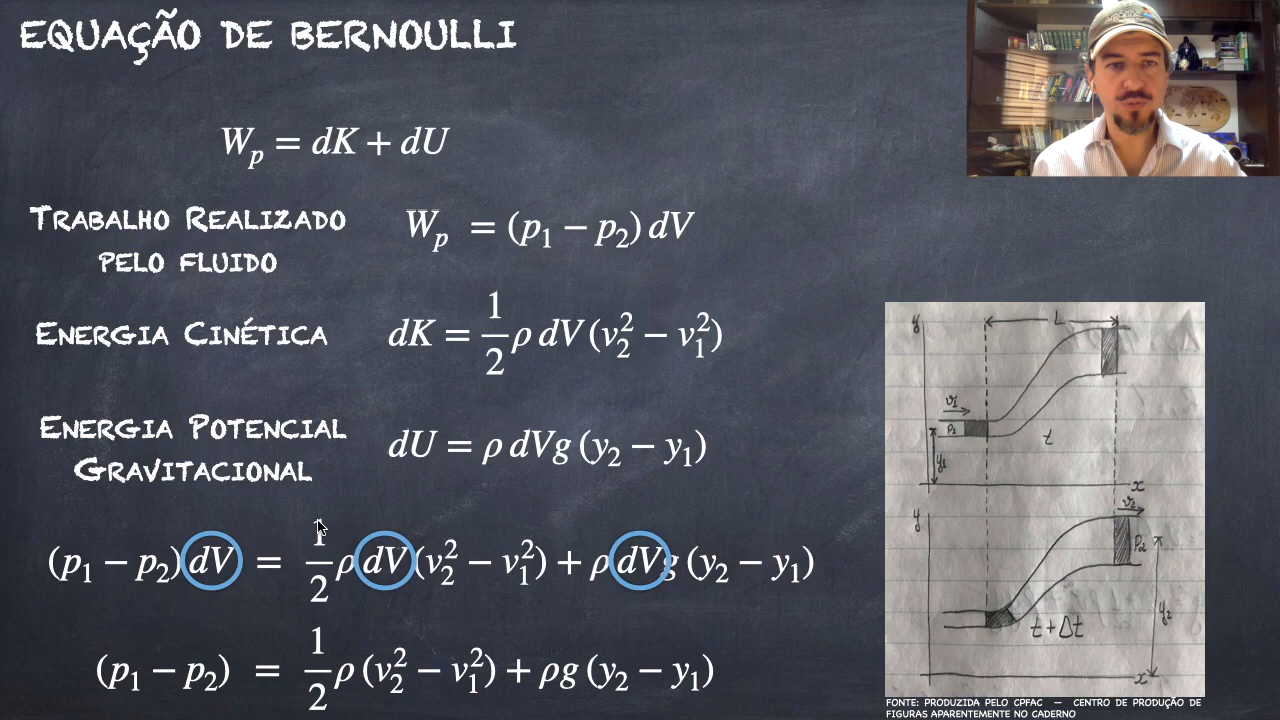 EQUAÇÃO DE BERNOULLI
W_p = dK + dU
TRABALHO REALIZADO
PELO FLUIDO
W_p = (p_1 − p_2) dV
ENERGIA CINÉTICA
dK = 1/2 ρ dV (v_2^2 − v_1^2)
ENERGIA POTENCIAL
GRAVITACIONAL
dU = ρ dVg (y_2 − y_1)
(p_1 − p_2) dV = 1/2 ρ dV (v_2^2 − v_1^2) + ρ dVg (y_2 − y_1)
(p_1 − p_2) = 1/2 ρ (v_2^2 − v_1^2) + ρg (y_2 − y_1)
y
L
v_1
P_1
t
y_1
x
y
v_2
P_2
y_2
t + Δt
x
FONTE: PRODUZIDA PELO CPFAC — CENTRO DE PRODUÇÃO DE
FIGURAS APARENTEMENTE NO CADERNO